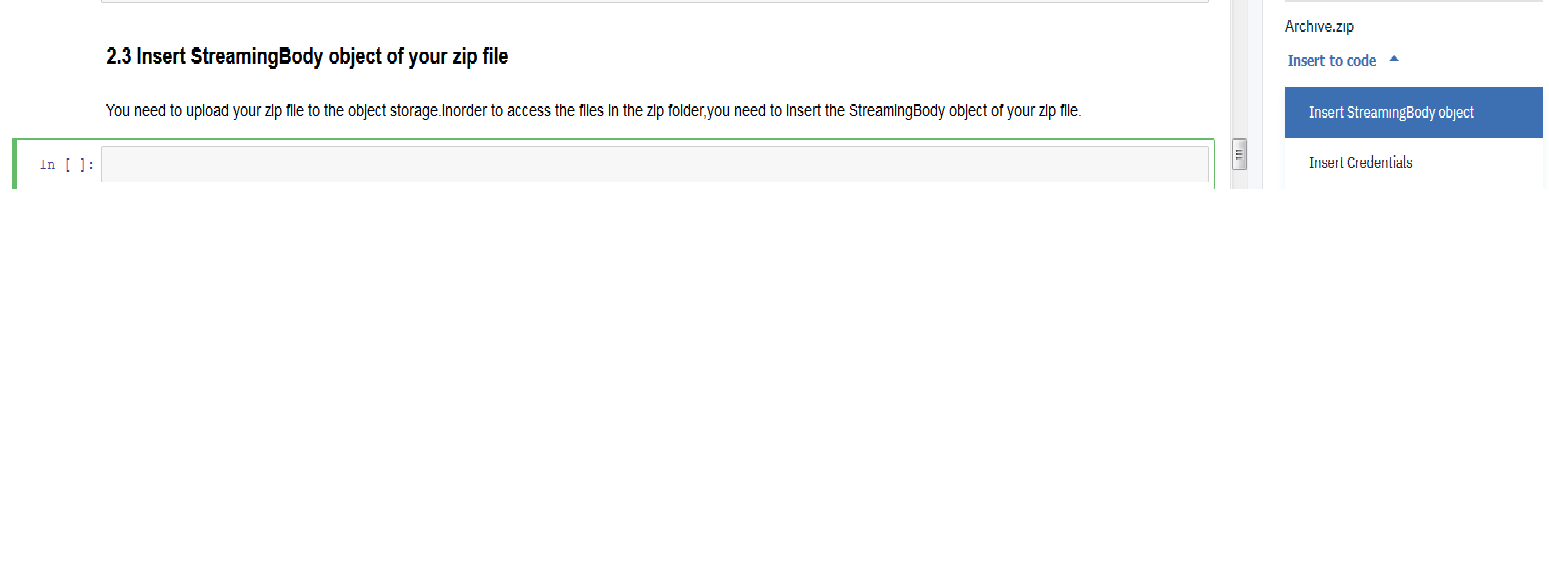 2.3 Insert StreamingBody object of your zip file
You need to upload your zip file to the object storage.Inorder to access the files in the zip folder,you need to insert the StreamingBody object of your zip file.
In [ ]:
Archive.zip
Insert to code
Insert StreamingBody object
Insert Credentials